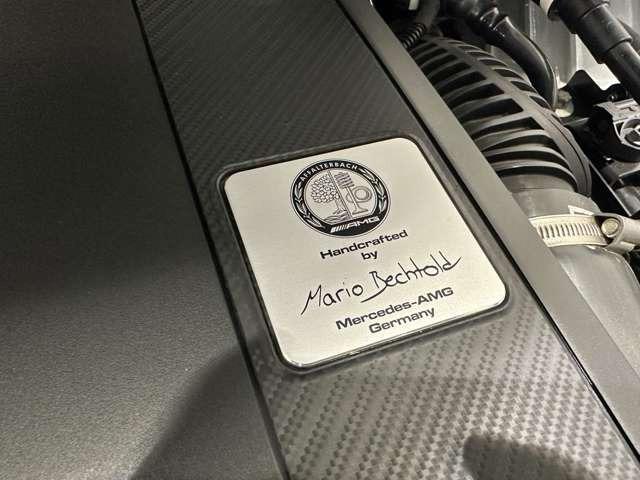 AFFALTERBACH
AMG
Handcrafted
by
Mario Bechtold
Mercedes-AMG
Germany